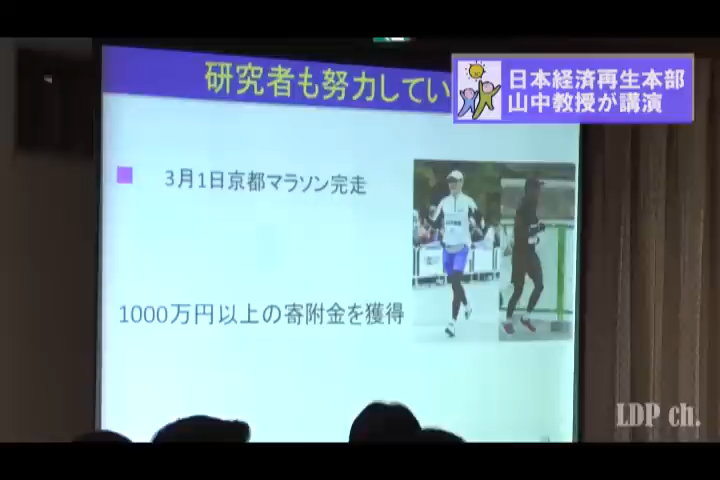 研究者も努力してい
日本経済再生本部
山中教授が講演
3月1日京都マラソン完走
1000万円以上の寄附金を獲得
LDP ch.